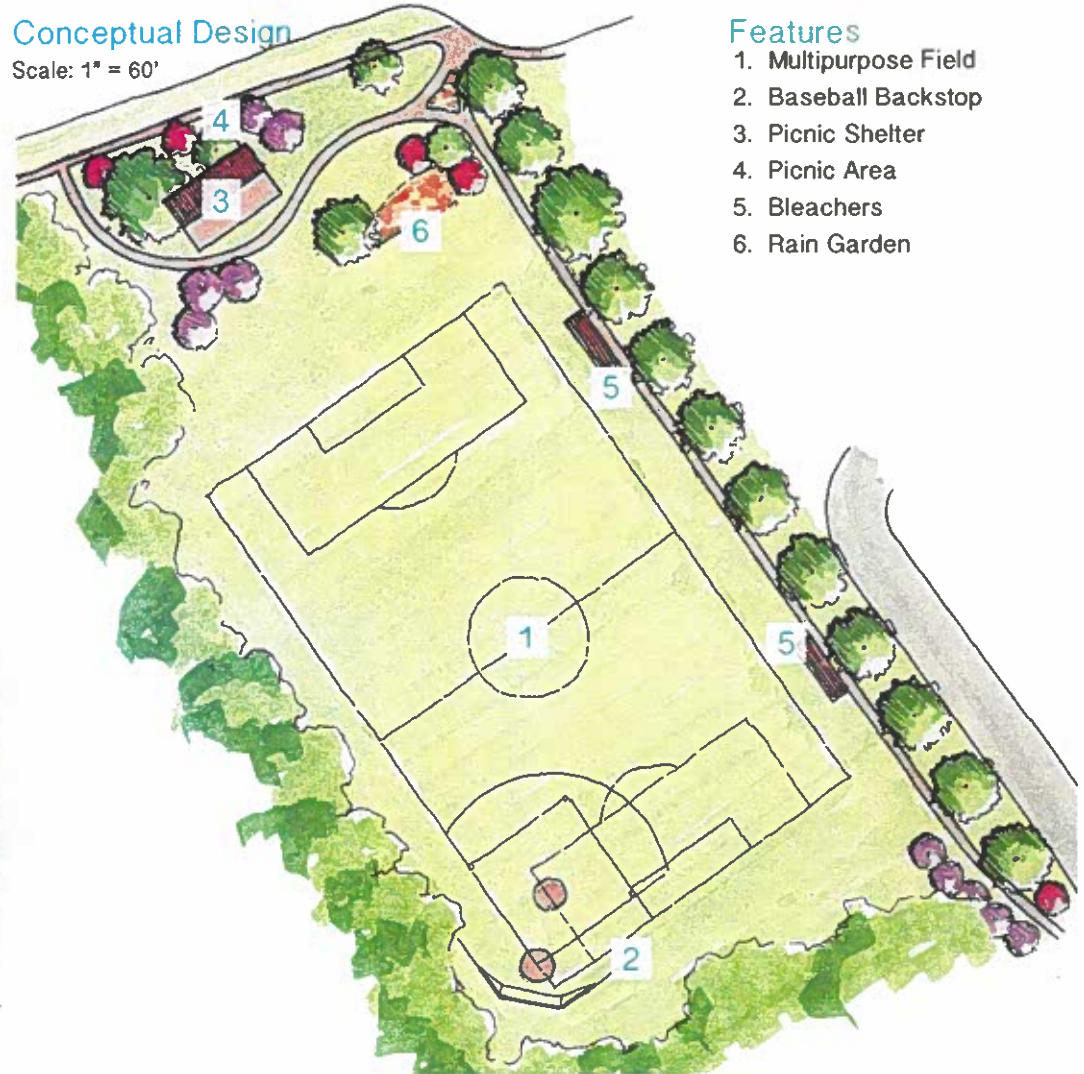 Conceptual Design
Scale: 1" = 60'
Features
1. Multipurpose Field
2. Baseball Backstop
3. Picnic Shelter
4. Picnic Area
5. Bleachers
6. Rain Garden
4
3
6
5
1
5
2